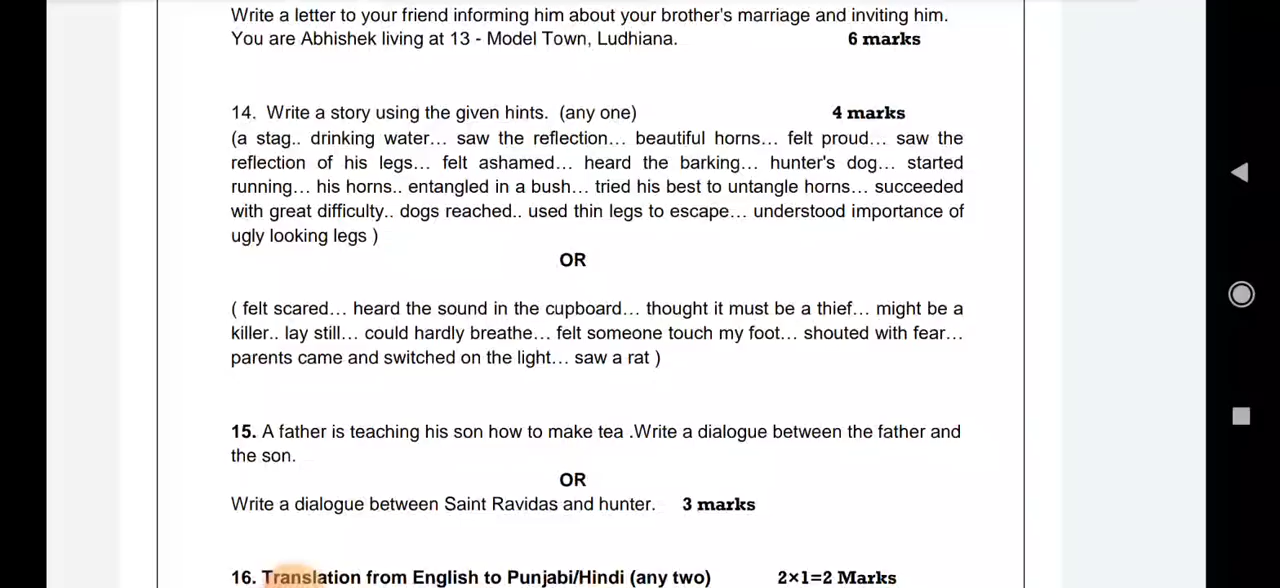 Write a letter to your friend informing him about your brother's marriage and inviting him.
You are Abhishek living at 13 - Model Town, Ludhiana. 6 marks
14. Write a story using the given hints. (any one) 4 marks
(a stag.. drinking water... saw the reflection... beautiful horns... felt proud... saw the
reflection of his legs... felt ashamed... heard the barking... hunter's dog... started
running... his horns.. entangled in a bush... tried his best to untangle horns... succeeded
with great difficulty.. dogs reached.. used thin legs to escape... understood importance of
ugly looking legs )
OR
( felt scared... heard the sound in the cupboard... thought it must be a thief... might be a
killer.. lay still... could hardly breathe... felt someone touch my foot... shouted with fear...
parents came and switched on the light... saw a rat )
15. A father is teaching his son how to make tea .Write a dialogue between the father and
the son.
OR
Write a dialogue between Saint Ravidas and hunter. 3 marks
16. Translation from English to Punjabi/Hindi (any two) 2×1=2 Marks